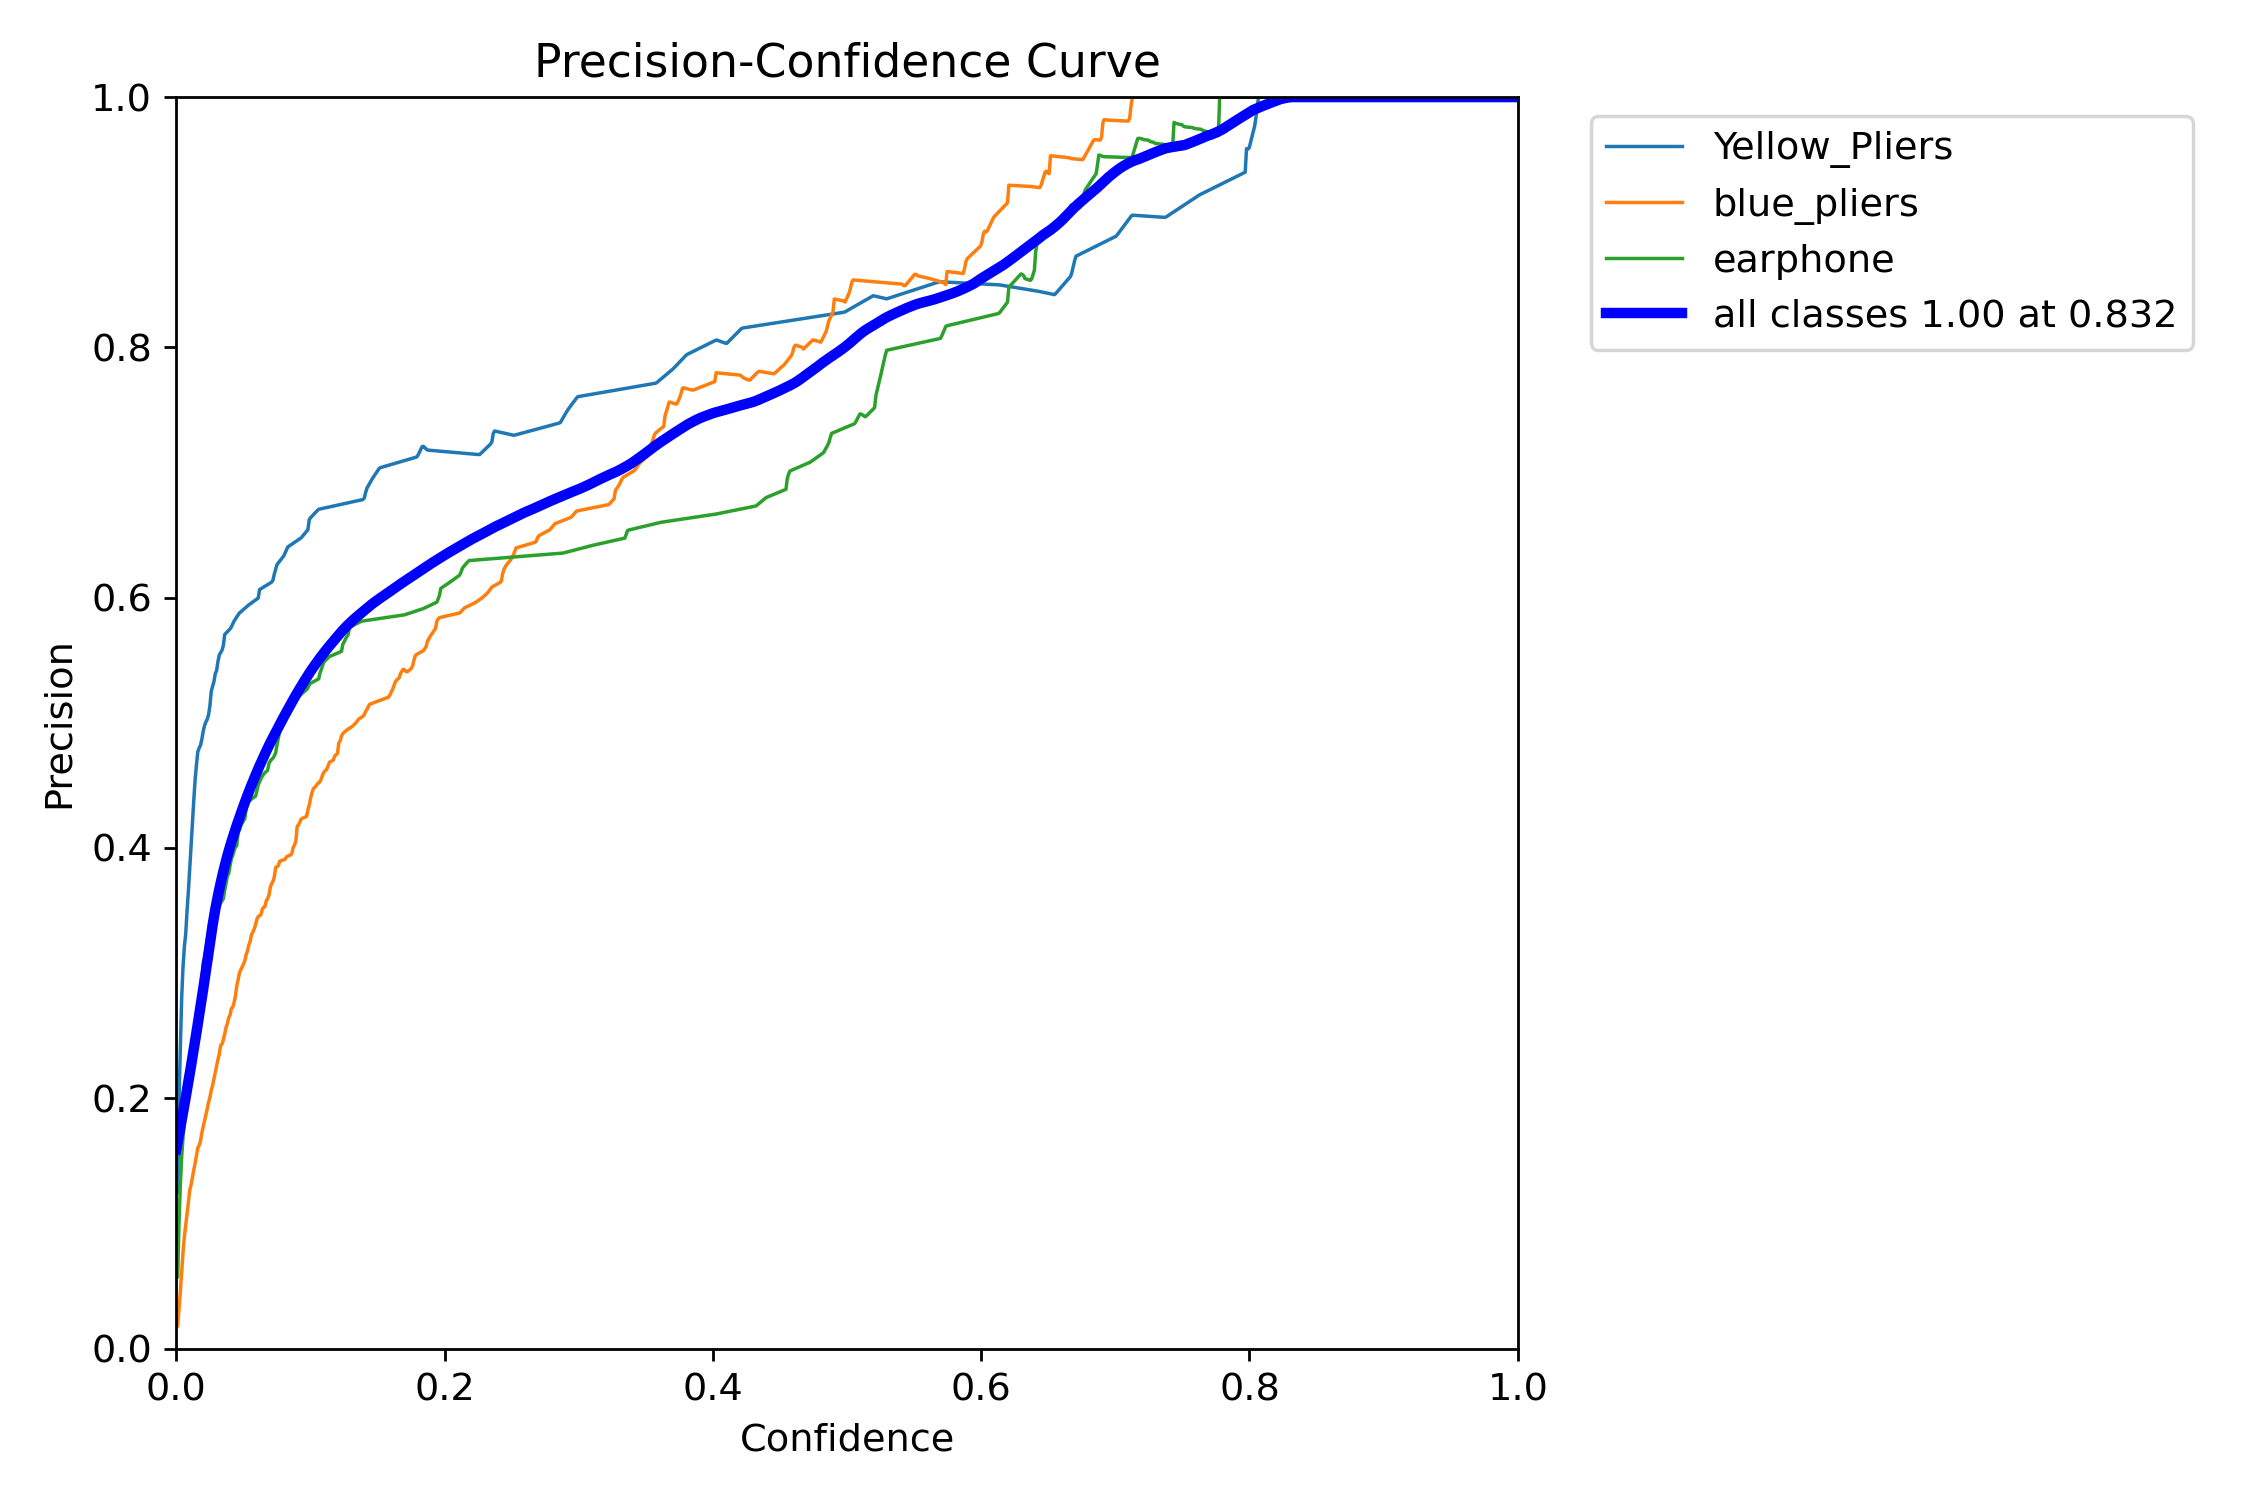 Precision-Confidence Curve
1.0
0.8
0.6
0.4
0.2
0.0
Precision
0.0 0.2 0.4 0.6 0.8 1.0
Confidence
Yellow_Pliers
blue_pliers
earphone
all classes 1.00 at 0.832